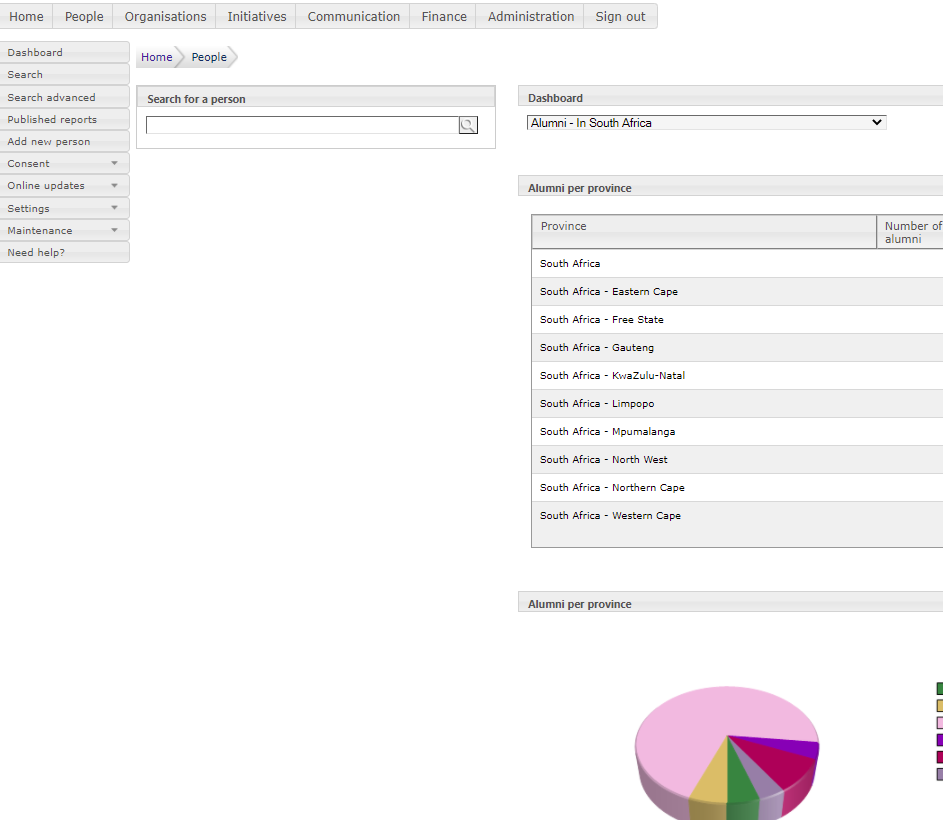 Home People Organisations Initiatives Communication Finance Administration Sign out
Dashboard
Search
Search advanced
Published reports
Add new person
Consent
Online updates
Settings
Maintenance
Need help?
Home People
Search for a person
Dashboard
Alumni - In South Africa
Alumni per province
Province Number of
alumni
South Africa
South Africa - Eastern Cape
South Africa - Free State
South Africa - Gauteng
South Africa - KwaZulu-Natal
South Africa - Limpopo
South Africa - Mpumalanga
South Africa - North West
South Africa - Northern Cape
South Africa - Western Cape
Alumni per province